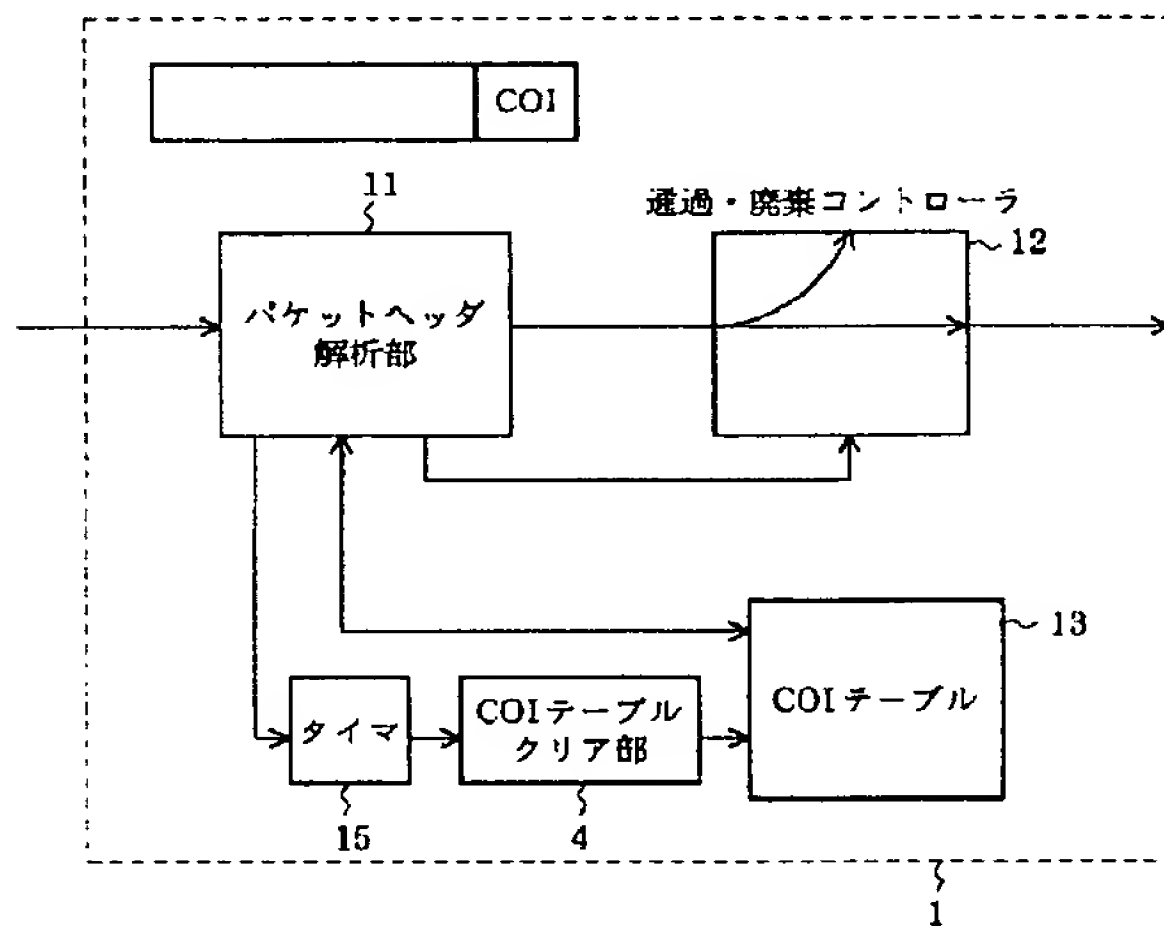 COI
11
通過・廃棄コントローラ
12
パケットヘッダ
解析部
13
COIテーブル
タイマ
COIテーブル
クリア部
15
4
1